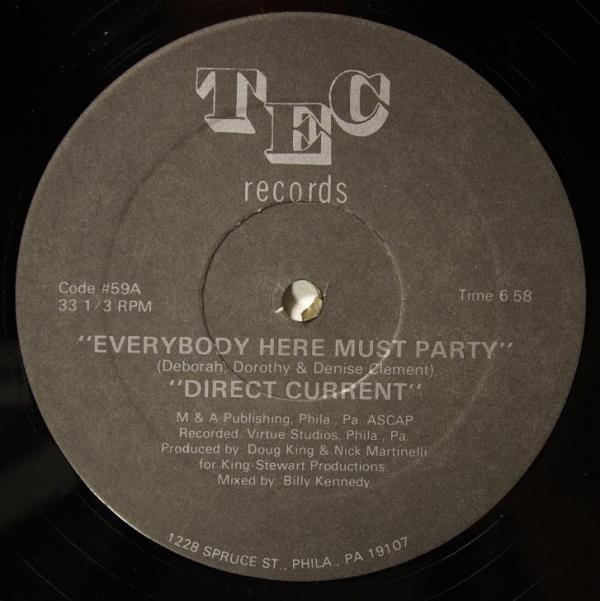 TEC
records
Code #59A
33 1/3 RPM
Time 6:58
"EVERYBODY HERE MUST PARTY"
(Deborah, Dorothy & Denise Clement)
"DIRECT CURRENT"
M & A Publishing, Phila., Pa. ASCAP
Recorded: Virtue Studios, Phila., Pa.
Produced by: Doug King & Nick Martinelli
for King-Stewart Productions.
Mixed by: Billy Kennedy
1228 SPRUCE ST., PHILA., PA 19107